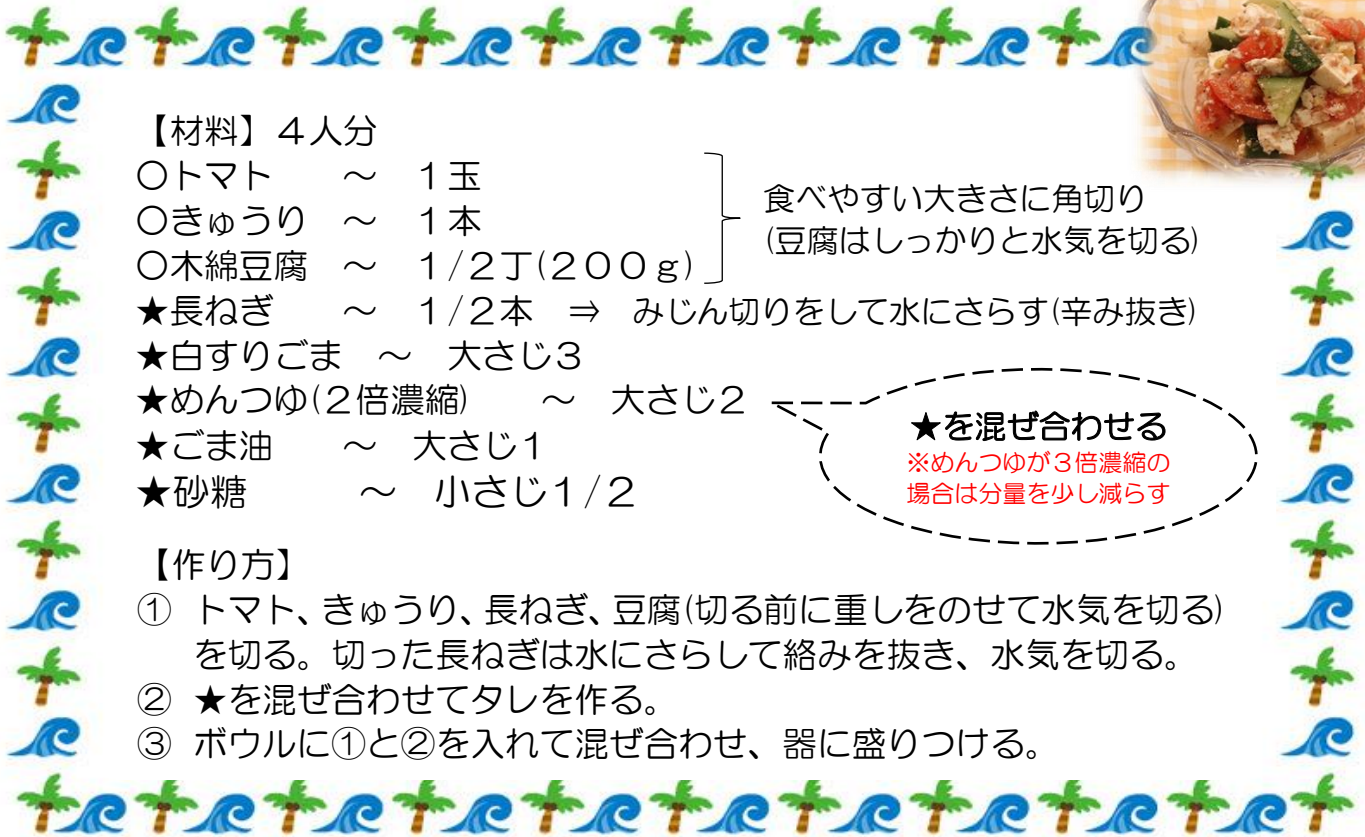 【材料】４人分
〇トマト　　～　１玉
〇きゅうり　～　１本
〇木綿豆腐　～　１/２丁(２００ｇ)
食べやすい大きさに角切り
(豆腐はしっかりと水気を切る)
★長ねぎ　　～　１/２本　⇒　みじん切りをして水にさらす(辛み抜き)
★白すりごま　～　大さじ３
★めんつゆ(２倍濃縮)　　～　大さじ２
★ごま油　　～　大さじ１
★砂糖　　　～　小さじ１/２
★を混ぜ合わせる
※めんつゆが３倍濃縮の
場合は分量を少し減らす
【作り方】
① トマト、きゅうり、長ねぎ、豆腐(切る前に重しをのせて水気を切る)
を切る。切った長ねぎは水にさらして絡みを抜き、水気を切る。
② ★を混ぜ合わせてタレを作る。
③ ボウルに①と②を入れて混ぜ合わせ、器に盛りつける。